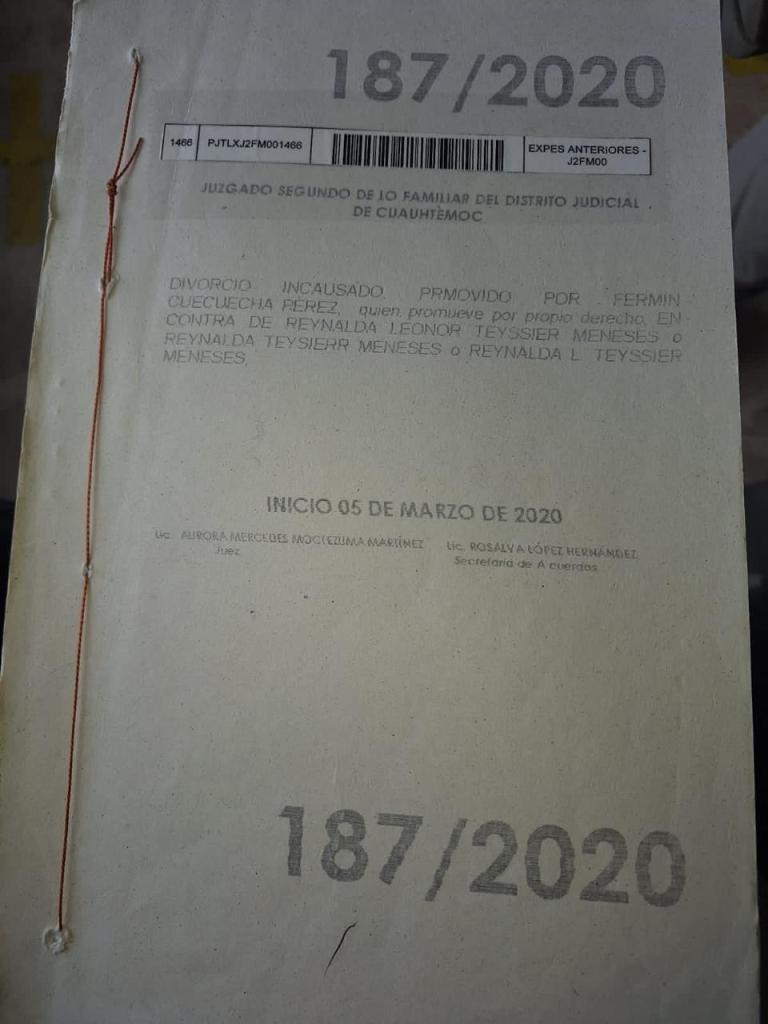 187/2020
1466 PJTLXJ2FM001466 EXPES ANTERIORES -
J2FM00
JUZGADO SEGUNDO DE LO FAMILIAR DEL DISTRITO JUDICIAL
DE CUAUHTÉMOC
DIVORCIO INCAUSADO, PRMOVIDO POR FERMIN
CUECUECHA PÉREZ, quien promueve por propio derecho, EN
CONTRA DE REYNALDA LEONOR TEYSSIER MENESES o
REYNALDA TEYSIERR MENESES o REYNALDA L. TEYSSIER
MENESES.
INICIO 05 DE MARZO DE 2020
Lic. AURORA MERCEDES MOCTEZUMA MARTÍNEZ Lic. ROSALVA LÓPEZ HERNÁNDEZ
Juez Secretaria de Acuerdos
187/2020